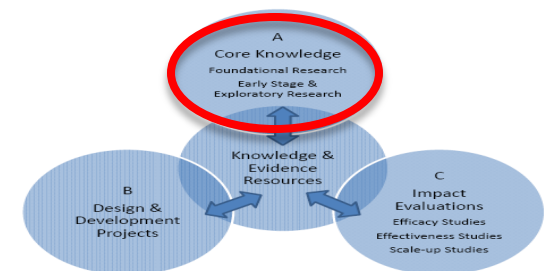 A
Core Knowledge
Foundational Research
Early Stage &
Exploratory Research
Knowledge &
Evidence
Resources
B
Design &
Development
Projects
C
Impact
Evaluations
Efficacy Studies
Effectiveness Studies
Scale-up Studies